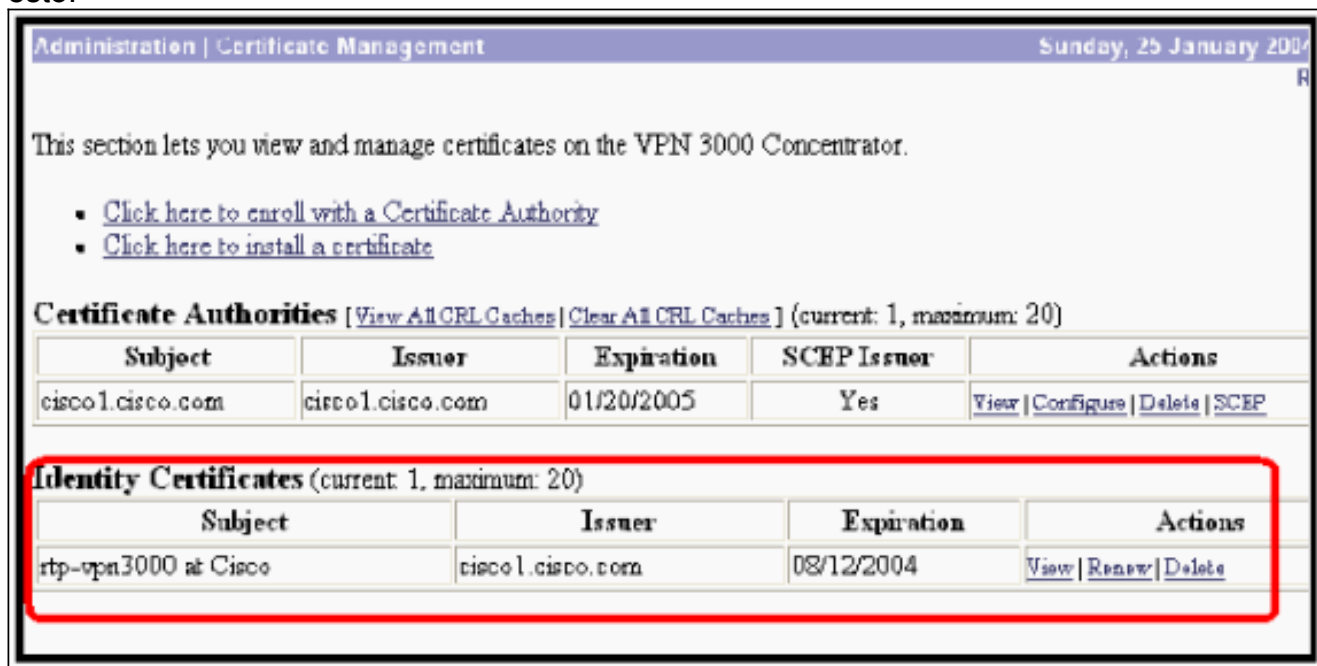 Administration | Certificate Management Sunday, 25 January 2004
R
This section lets you view and manage certificates on the VPN 3000 Concentrator.
Click here to enroll with a Certificate Authority
Click here to install a certificate
Certificate Authorities [ View All CRL Caches | Clear All CRL Caches ] (current: 1, maximum: 20)
Subject Issuer Expiration SCEP Issuer Actions
cisco1.cisco.com cisco1.cisco.com 01/20/2005 Yes View | Configure | Delete | SCEP
Identity Certificates (current: 1, maximum: 20)
Subject Issuer Expiration Actions
rtp-vpn3000 at Cisco cisco1.cisco.com 08/12/2004 View | Renew | Delete